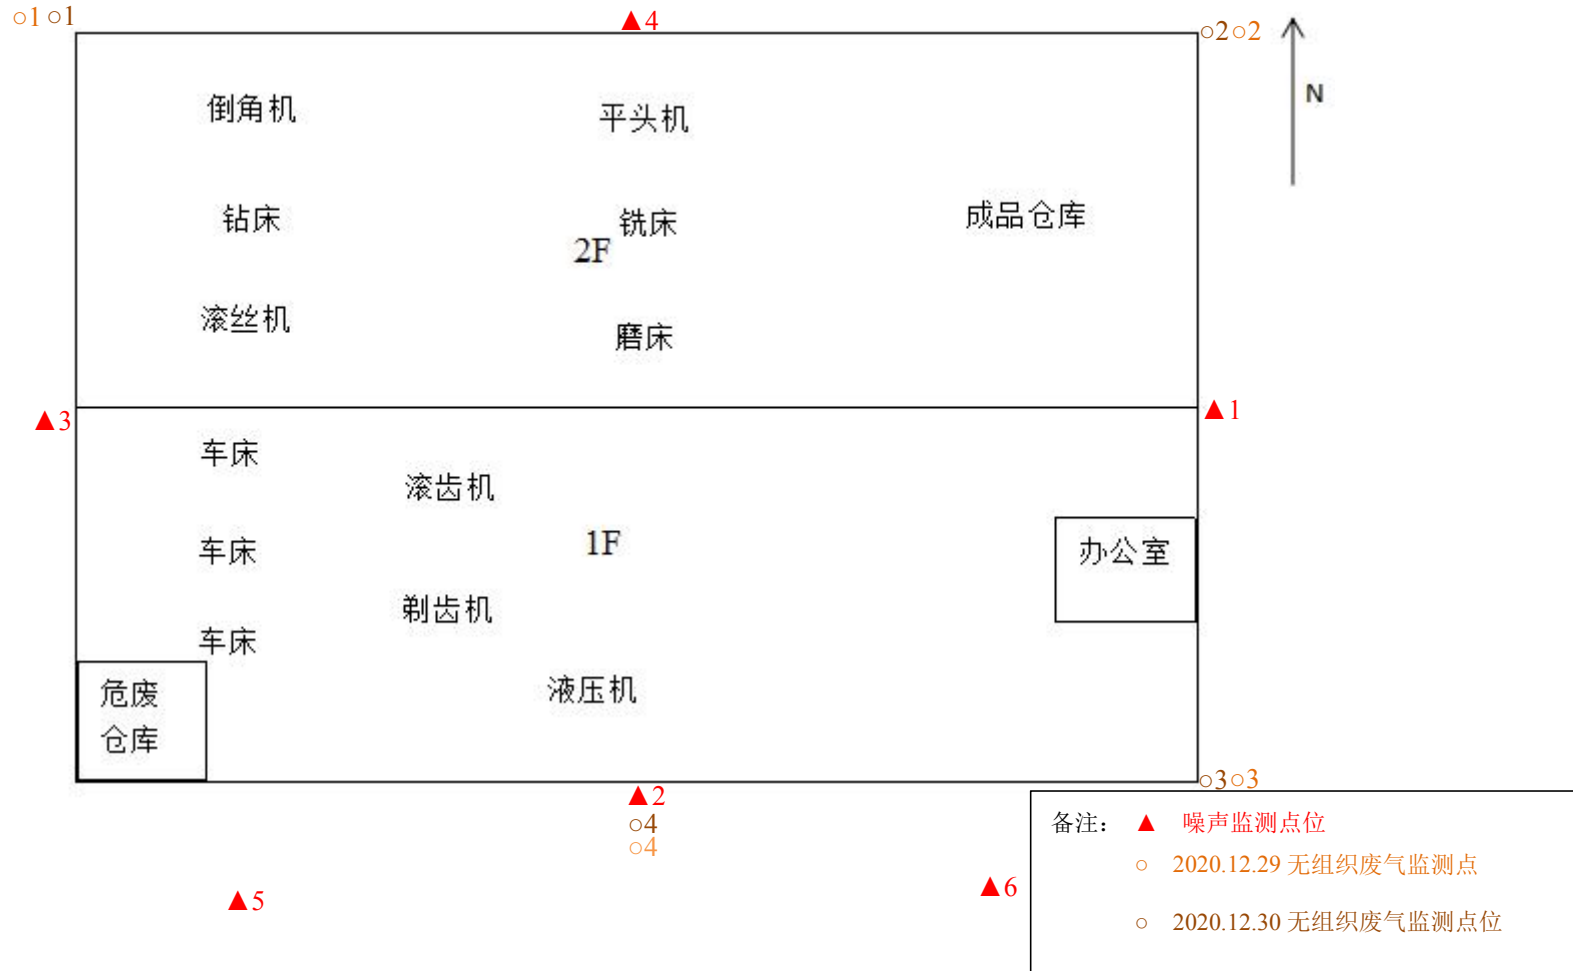 ○1 ○1
▲4
○2 ○2
N
倒角机
平头机
钻床
铣床
成品仓库
2F
滚丝机
磨床
▲3
▲1
车床
滚齿机
车床
1F
办公室
剃齿机
车床
液压机
危废
仓库
○3 ○3
▲2
○4
○4
▲5
▲6
备注： ▲ 噪声监测点位
○ 2020.12.29 无组织废气监测点
○ 2020.12.30 无组织废气监测点位